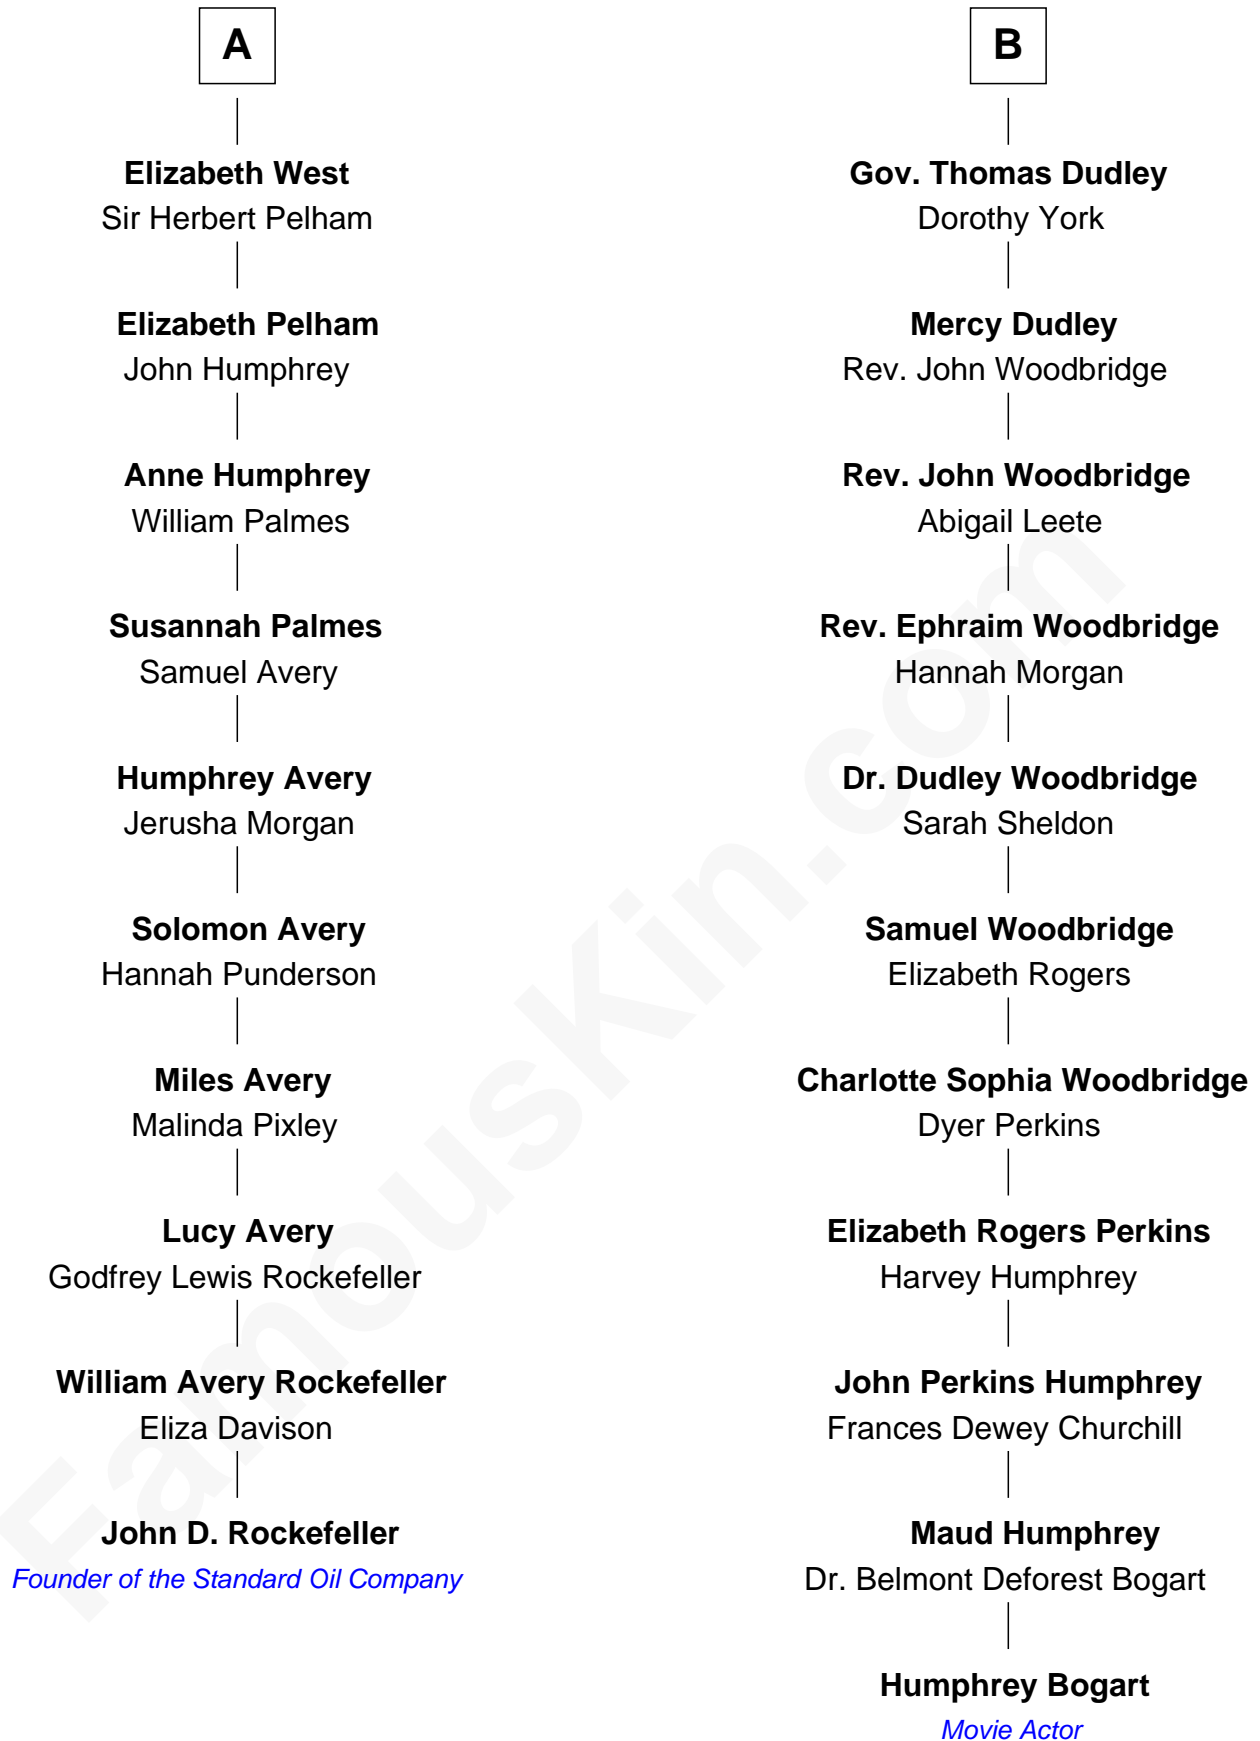 A
Elizabeth West
Sir Herbert Pelham
Elizabeth Pelham
John Humphrey
Anne Humphrey
William Palmes
Susannah Palmes
Samuel Avery
Humphrey Avery
Jerusha Morgan
Solomon Avery
Hannah Punderson
Miles Avery
Malinda Pixley
Lucy Avery
Godfrey Lewis Rockefeller
William Avery Rockefeller
Eliza Davison
John D. Rockefeller
Founder of the Standard Oil Company
B
Gov. Thomas Dudley
Dorothy York
Mercy Dudley
Rev. John Woodbridge
Rev. John Woodbridge
Abigail Leete
Rev. Ephraim Woodbridge
Hannah Morgan
Dr. Dudley Woodbridge
Sarah Sheldon
Samuel Woodbridge
Elizabeth Rogers
Charlotte Sophia Woodbridge
Dyer Perkins
Elizabeth Rogers Perkins
Harvey Humphrey
John Perkins Humphrey
Frances Dewey Churchill
Maud Humphrey
Dr. Belmont Deforest Bogart
Humphrey Bogart
Movie Actor
FamousKin.com